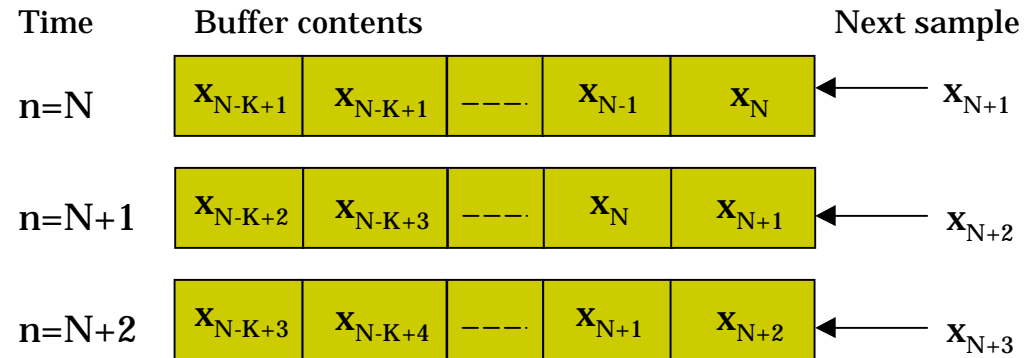 Time Buffer contents Next sample
n=N x_{N-K+1} x_{N-K+1} ---- x_{N-1} x_N x_{N+1}
n=N+1 x_{N-K+2} x_{N-K+3} ---- x_N x_{N+1} x_{N+2}
n=N+2 x_{N-K+3} x_{N-K+4} ---- x_{N+1} x_{N+2} x_{N+3}